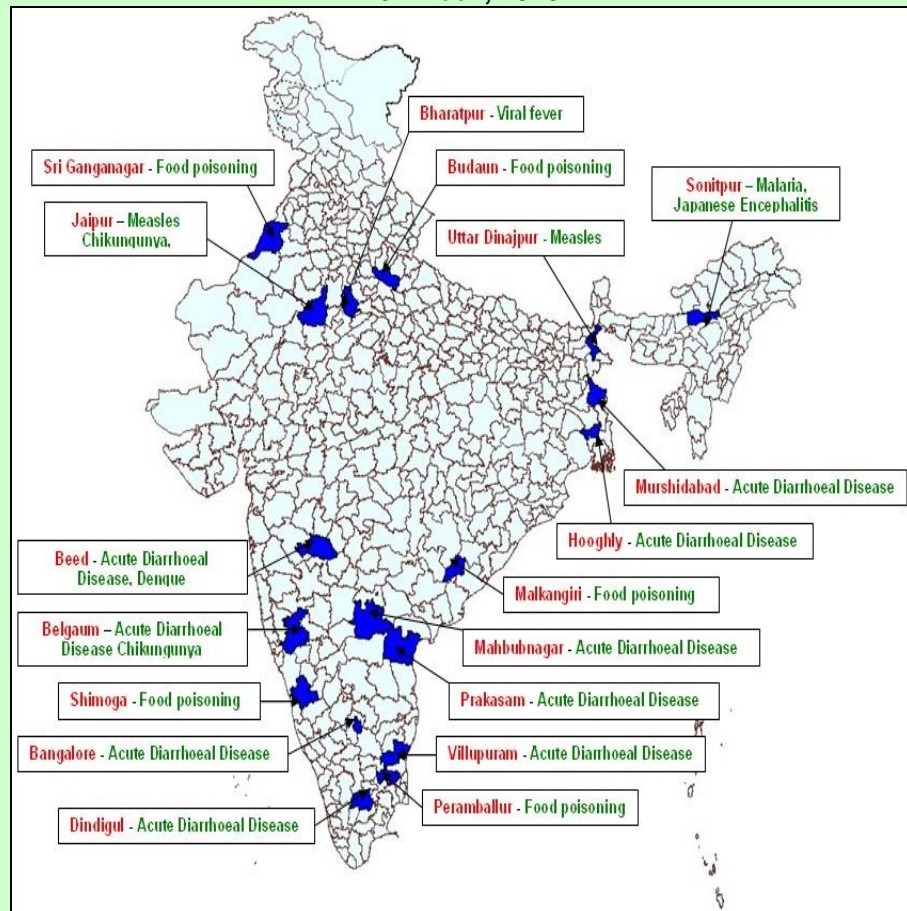 Bharatpur - Viral fever
Sri Ganganagar - Food poisoning
Budaun - Food poisoning
Sonitpur – Malaria,
Japanese Encephalitis
Jaipur – Measles
Chikungunya,
Uttar Dinajpur - Measles
Murshidabad - Acute Diarrhoeal Disease
Hooghly - Acute Diarrhoeal Disease
Beed - Acute Diarrhoeal
Disease, Dengue
Malkangiri - Food poisoning
Belgaum – Acute Diarrhoeal
Disease Chikungunya
Mahbubnagar - Acute Diarrhoeal Disease
Shimoga - Food poisoning
Prakasam - Acute Diarrhoeal Disease
Bangalore - Acute Diarrhoeal Disease
Villupuram - Acute Diarrhoeal Disease
Peramballur - Food poisoning
Dindigul - Acute Diarrhoeal Disease